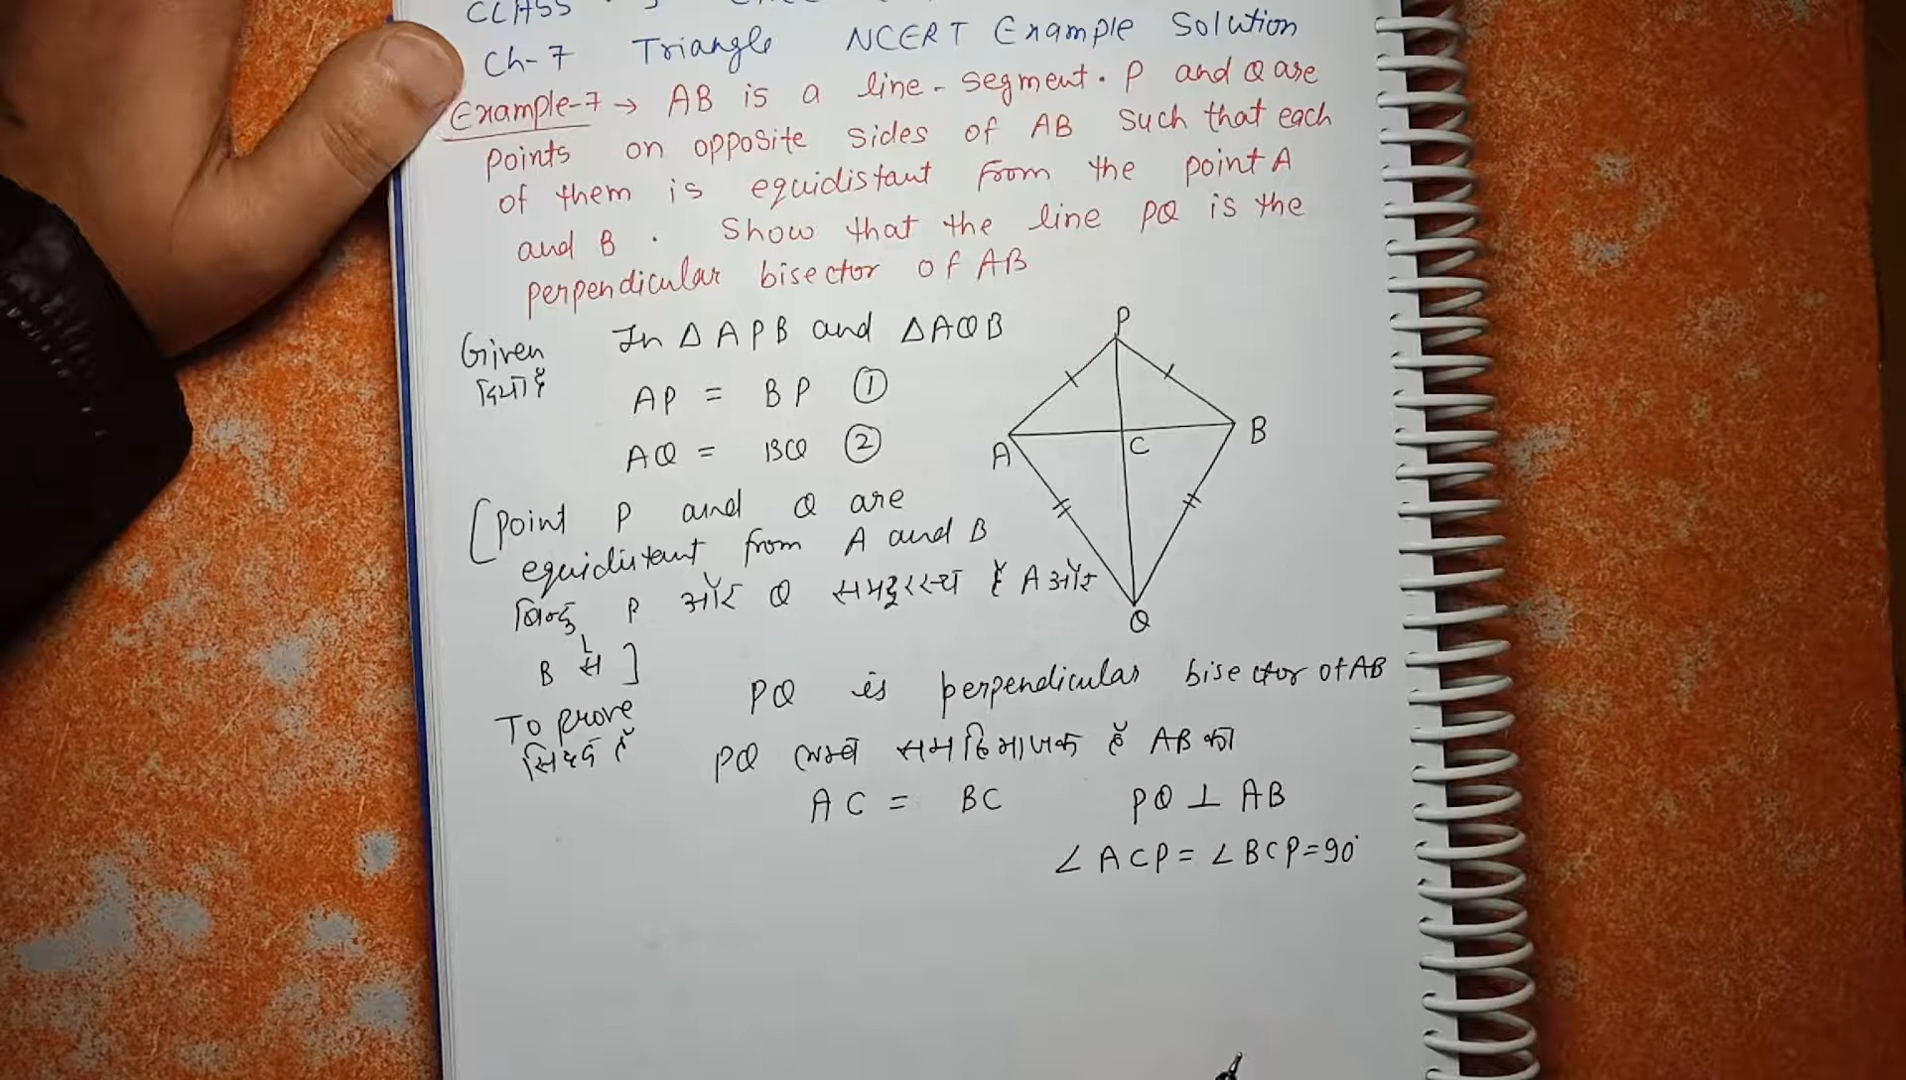 CLASS
Ch-7 Triangle NCERT Example Solution
Example-7 → AB is a line-segment. P and Q are
points on opposite sides of AB such that each
of them is equidistant from the point A
and B. Show that the line PQ is the
perpendicular bisector of AB
Given In △APB and △AQB
दिया है
AP = BP ①
AQ = BQ ②
[Point P and Q are
equidistant from A and B
बिन्दु P और Q समदूरस्थ है A और
B से ]
To prove PQ is perpendicular bisector of AB
सिद्ध है PQ लम्ब समद्विभाजक है AB का
AC = BC PQ ⊥ AB
∠ACP = ∠BCP = 90°
P
A
C
B
Q